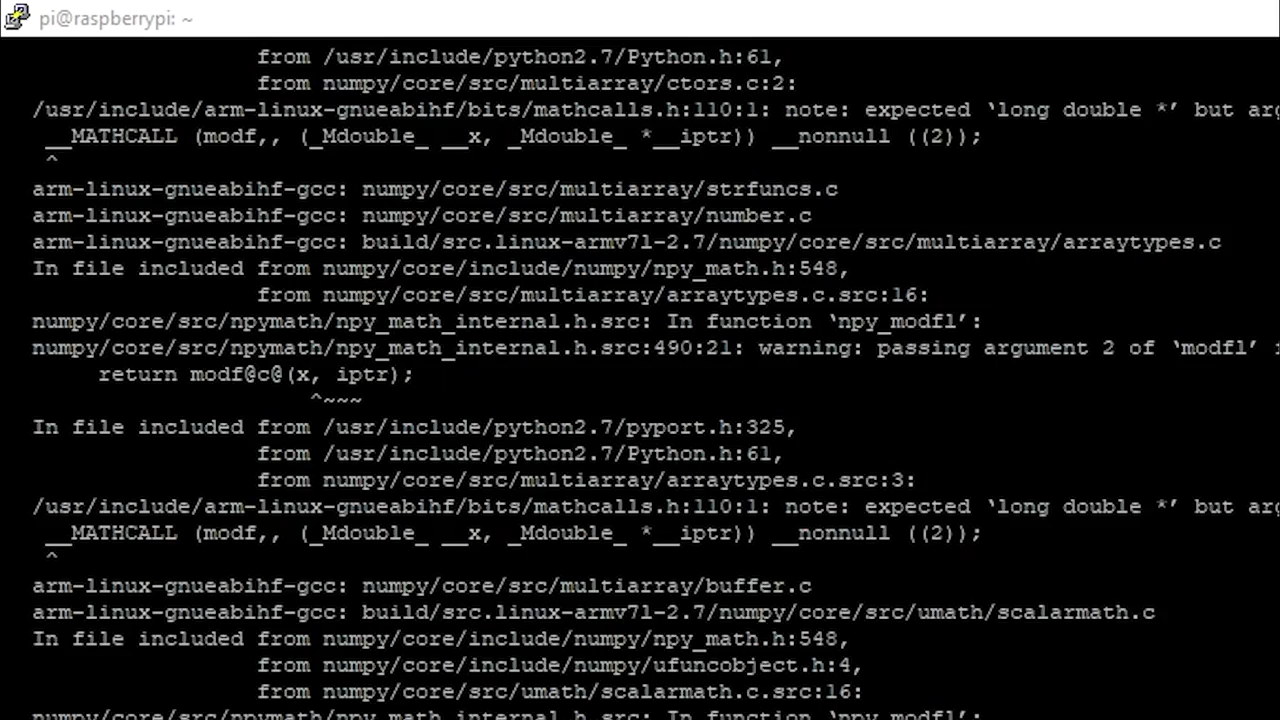 pi@raspberrypi: ~
from /usr/include/python2.7/Python.h:61,
from numpy/core/src/multiarray/ctors.c:2:
/usr/include/arm-linux-gnueabihf/bits/mathcalls.h:110:1: note: expected ‘long double *’ but
__MATHCALL (modf,, (_Mdouble_ __x, _Mdouble_ *__iptr)) __nonnull ((2));
^
arm-linux-gnueabihf-gcc: numpy/core/src/multiarray/strfuncs.c
arm-linux-gnueabihf-gcc: numpy/core/src/multiarray/number.c
arm-linux-gnueabihf-gcc: build/src.linux-armv7l-2.7/numpy/core/src/multiarray/arraytypes.c
In file included from numpy/core/include/numpy/npy_math.h:548,
from numpy/core/src/multiarray/arraytypes.c.src:16:
numpy/core/src/npymath/npy_math_internal.h.src: In function ‘npy_modfl’:
numpy/core/src/npymath/npy_math_internal.h.src:490:21: warning: passing argument 2 of ‘modfl’
return modf@c@(x, iptr);
^~~~
In file included from /usr/include/python2.7/pyport.h:325,
from /usr/include/python2.7/Python.h:61,
from numpy/core/src/multiarray/arraytypes.c.src:3:
/usr/include/arm-linux-gnueabihf/bits/mathcalls.h:110:1: note: expected ‘long double *’ but
__MATHCALL (modf,, (_Mdouble_ __x, _Mdouble_ *__iptr)) __nonnull ((2));
^
arm-linux-gnueabihf-gcc: numpy/core/src/multiarray/buffer.c
arm-linux-gnueabihf-gcc: build/src.linux-armv7l-2.7/numpy/core/src/umath/scalarmath.c
In file included from numpy/core/include/numpy/npy_math.h:548,
from numpy/core/include/numpy/ufuncobject.h:4,
from numpy/core/src/umath/scalarmath.c.src:16:
numpy/core/src/npymath/npy_math_internal.h.src: In function ‘npy_modfl’: